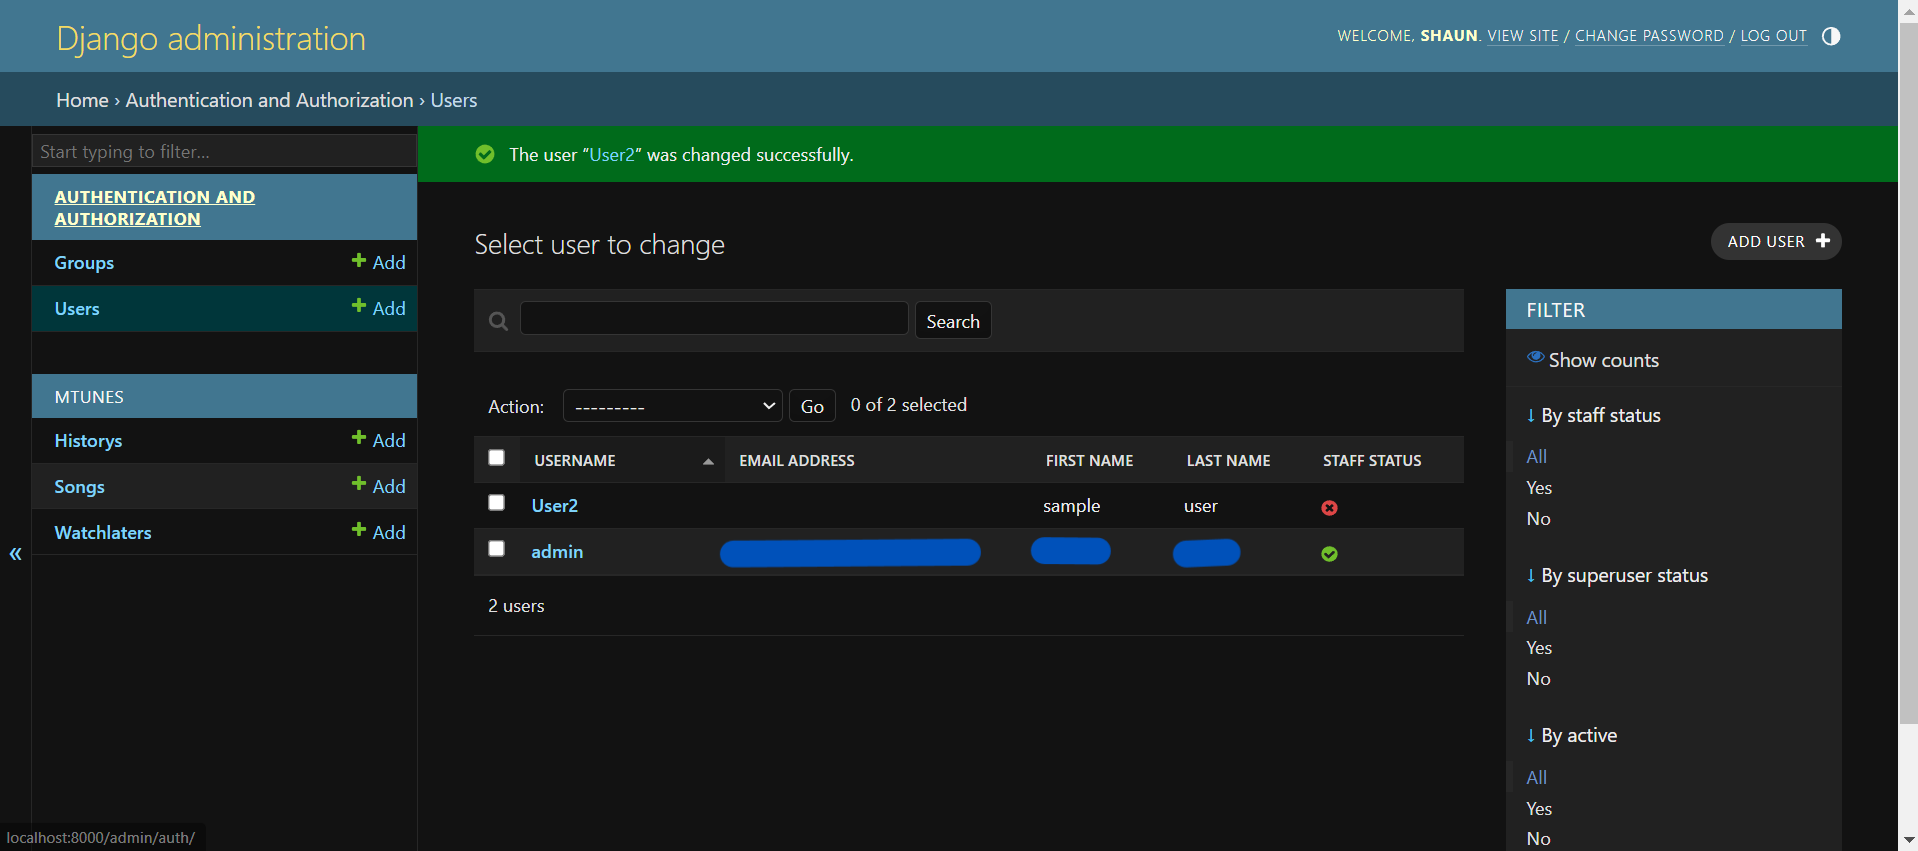 Django administration
WELCOME, SHAUN. VIEW SITE / CHANGE PASSWORD / LOG OUT
Home › Authentication and Authorization › Users
Start typing to filter...
AUTHENTICATION AND
AUTHORIZATION
Groups + Add
Users + Add
MTUNES
Historys + Add
Songs + Add
Watchlaters + Add
«
The user “User2” was changed successfully.
Select user to change
ADD USER +
Search
Action: --------- Go 0 of 2 selected
USERNAME EMAIL ADDRESS FIRST NAME LAST NAME STAFF STATUS
User2 sample user
admin
2 users
FILTER
Show counts
↓ By staff status
All
Yes
No
↓ By superuser status
All
Yes
No
↓ By active
All
Yes
No
localhost:8000/admin/auth/